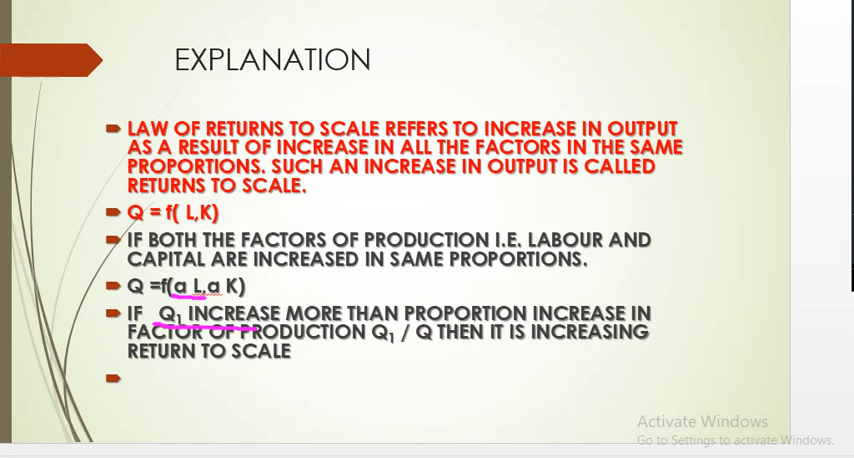 EXPLANATION
LAW OF RETURNS TO SCALE REFERS TO INCREASE IN OUTPUT
AS A RESULT OF INCREASE IN ALL THE FACTORS IN THE SAME
PROPORTIONS. SUCH AN INCREASE IN OUTPUT IS CALLED
RETURNS TO SCALE.
Q = f( L,K)
IF BOTH THE FACTORS OF PRODUCTION I.E. LABOUR AND
CAPITAL ARE INCREASED IN SAME PROPORTIONS.
Q =f(a L,a K)
IF Q₁ INCREASE MORE THAN PROPORTION INCREASE IN
FACTOR OF PRODUCTION Q₁ / Q THEN IT IS INCREASING
RETURN TO SCALE
Activate Windows
Go to Settings to activate Windows.